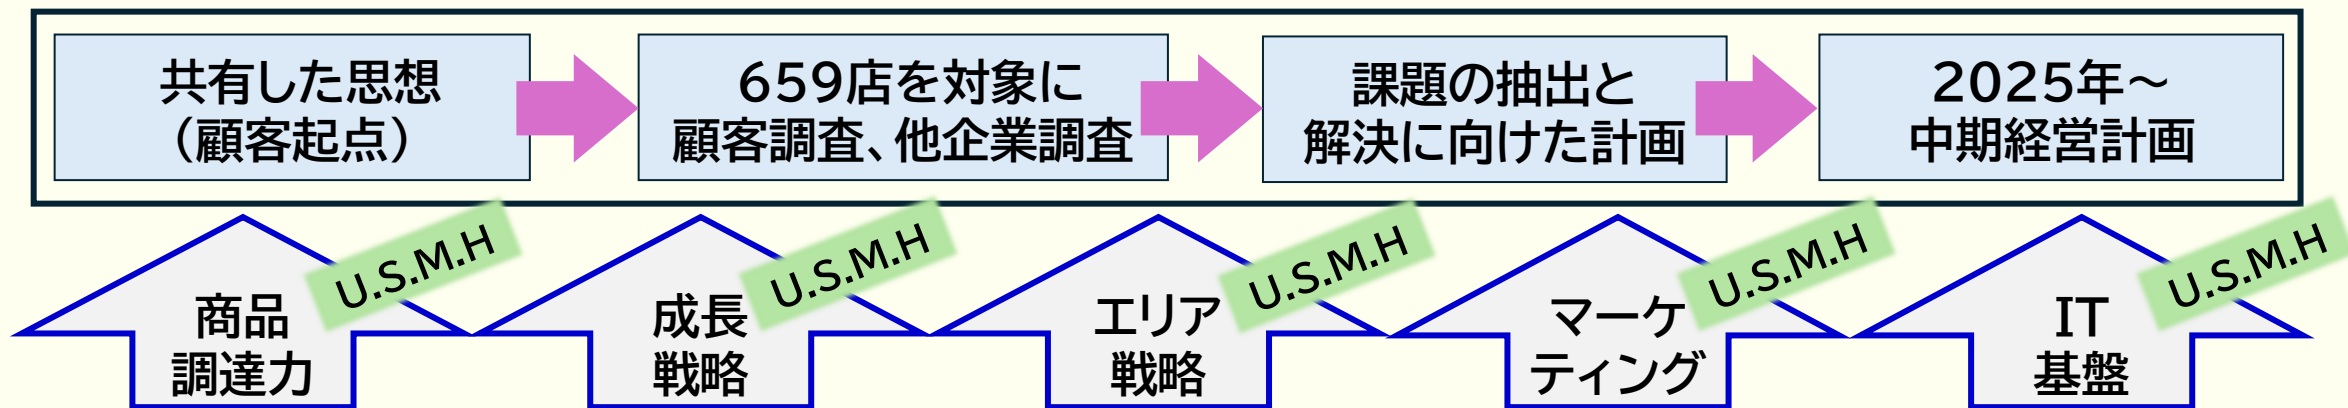 共有した思想
（顧客起点）
659店を対象に
顧客調査、他企業調査
課題の抽出と
解決に向けた計画
2025年～
中期経営計画
商品
調達力
U.S.M.H
成長
戦略
U.S.M.H
エリア
戦略
U.S.M.H
マーケ
ティング
U.S.M.H
IT
基盤
U.S.M.H